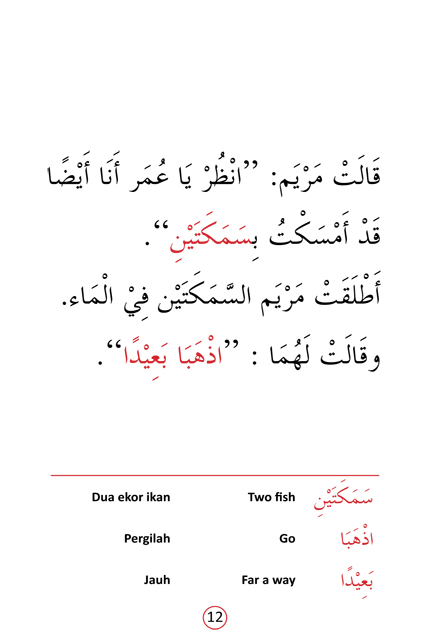 قَالَتْ مَرْيَم: ”انْظُرْ يَا عُمَر أَنَا أَيْضًا
قَدْ أَمْسَكْتُ بِسَمَكَتَيْنِ“.
أَطْلَقَتْ مَرْيَم السَّمَكَتَيْن فِيْ الْمَاء.
وقَالَتْ لَهُمَا : ”اذْهَبَا بَعِيْدًا“.
سَمَكَتَيْنِ Two fish Dua ekor ikan
اذْهَبَا Go Pergilah
بَعِيْدًا Far a way Jauh
12